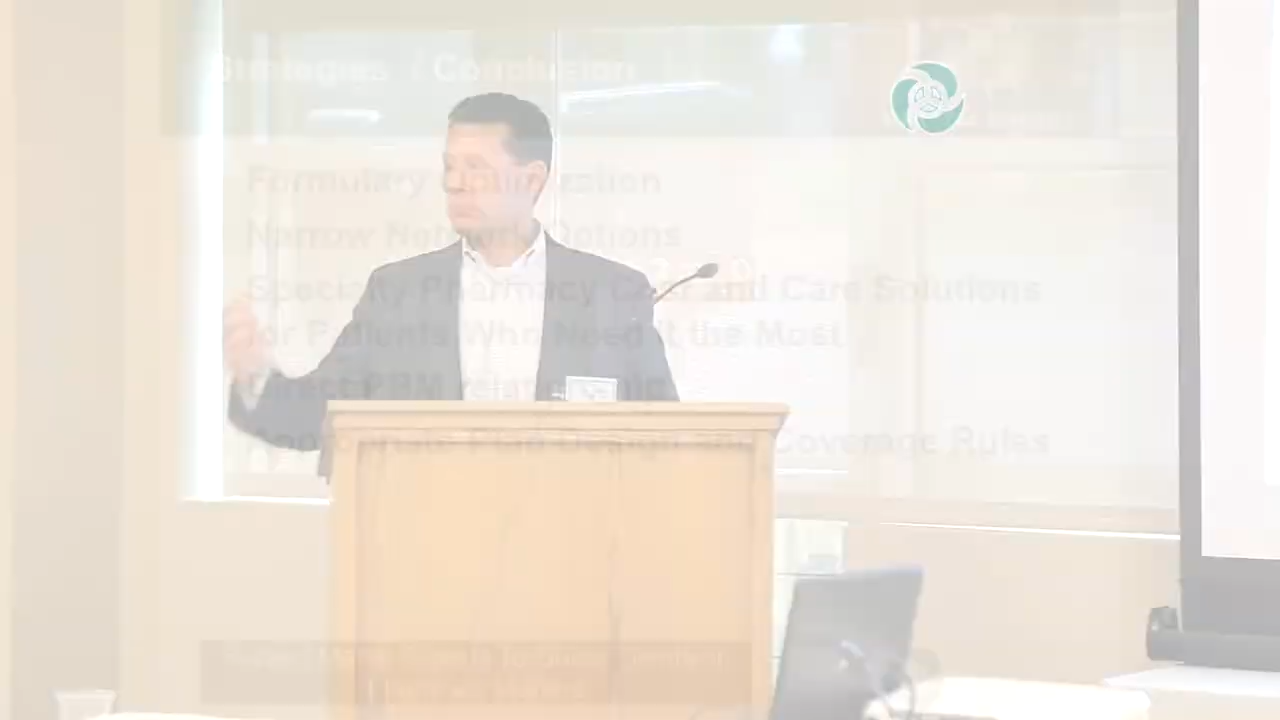 Strategies / Conclusion
Formulary Optimization
Narrow Network Options
Specialty Pharmacy Cost and Care Solutions
for Patients Who Need it the Most
Direct PBM relationship
Appropriate Plan Design and Coverage Rules